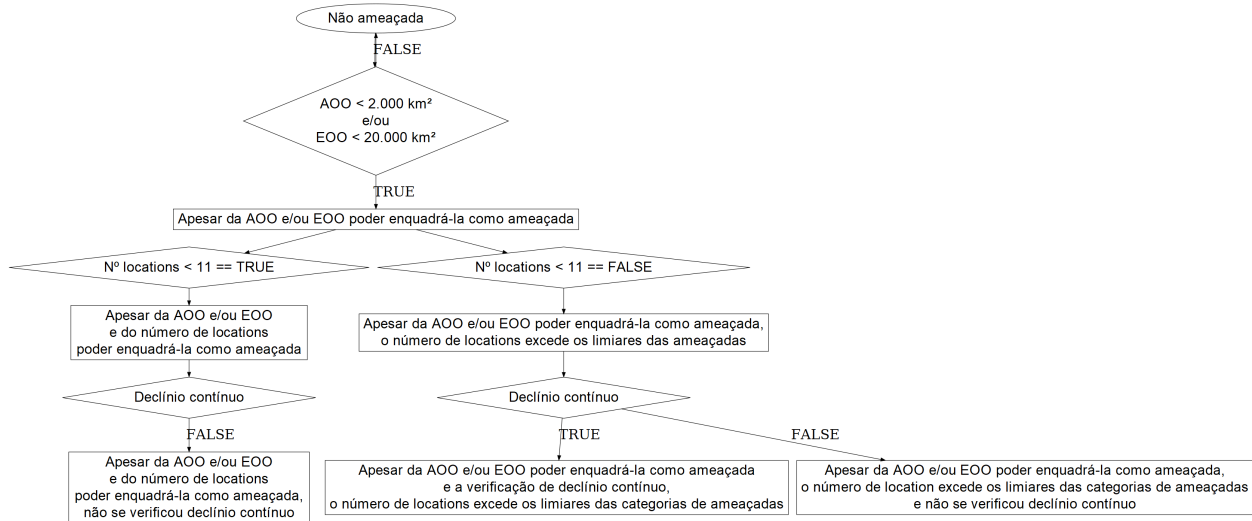 Não ameaçada
FALSE
AOO < 2.000 km²
e/ou
EOO < 20.000 km²
TRUE
Apesar da AOO e/ou EOO poder enquadrá-la como ameaçada
Nº locations < 11 == TRUE
Nº locations < 11 == FALSE
Apesar da AOO e/ou EOO
e do número de locations
poder enquadrá-la como ameaçada
Apesar da AOO e/ou EOO poder enquadrá-la como ameaçada,
o número de locations excede os limiares das ameaçadas
Declínio contínuo
Declínio contínuo
FALSE
TRUE
FALSE
Apesar da AOO e/ou EOO
e do número de locations
poder enquadrá-la como ameaçada,
não se verificou declínio contínuo
Apesar da AOO e/ou EOO poder enquadrá-la como ameaçada
e a verificação de declínio contínuo,
o número de locations excede os limiares das categorias de ameaçadas
Apesar da AOO e/ou EOO poder enquadrá-la como ameaçada,
o número de location excede os limiares das categorias de ameaçadas
e não se verificou declínio contínuo